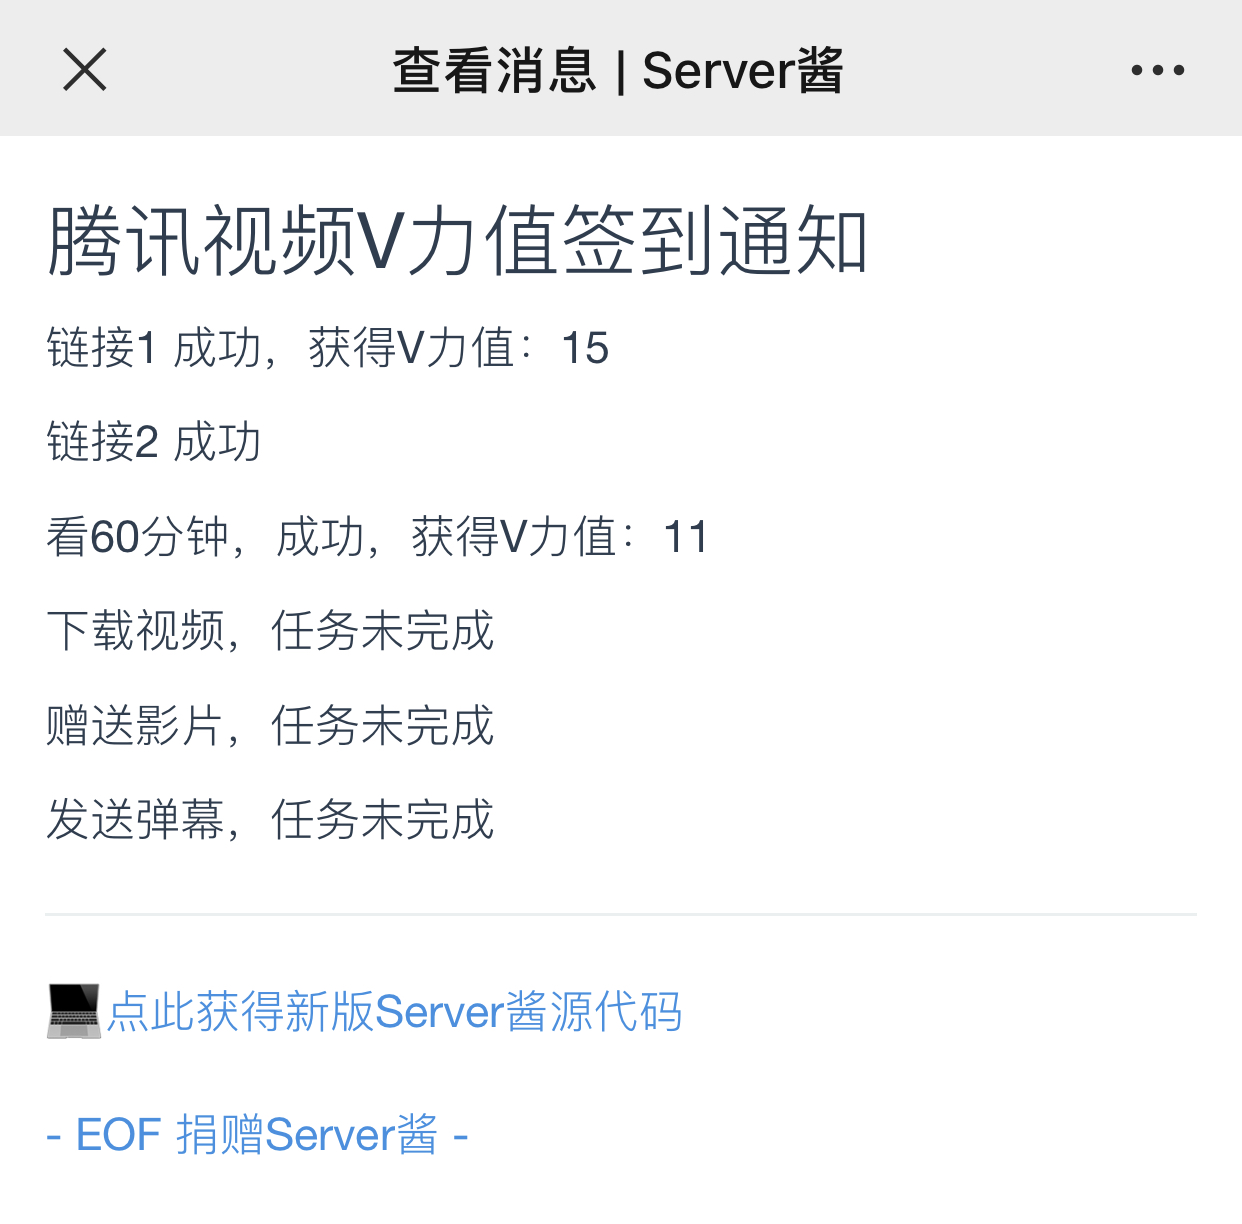 查看消息 | Server酱
腾讯视频V力值签到通知
链接1 成功，获得V力值：15
链接2 成功
看60分钟，成功，获得V力值：11
下载视频，任务未完成
赠送影片，任务未完成
发送弹幕，任务未完成
点此获得新版Server酱源代码
- EOF 捐赠Server酱 -